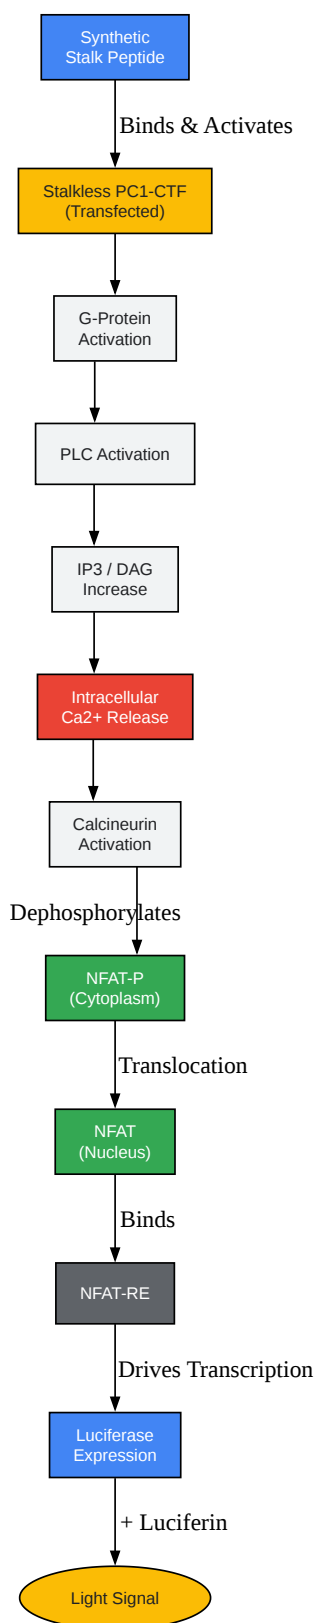 Synthetic
Stalk Peptide
Binds & Activates
Stalkless PC1-CTF
(Transfected)
G-Protein
Activation
PLC Activation
IP3 / DAG
Increase
Intracellular
Ca2+ Release
Calcineurin
Activation
Dephosphorylates
NFAT-P
(Cytoplasm)
Translocation
NFAT
(Nucleus)
Binds
NFAT-RE
Drives Transcription
Luciferase
Expression
+ Luciferin
Light Signal